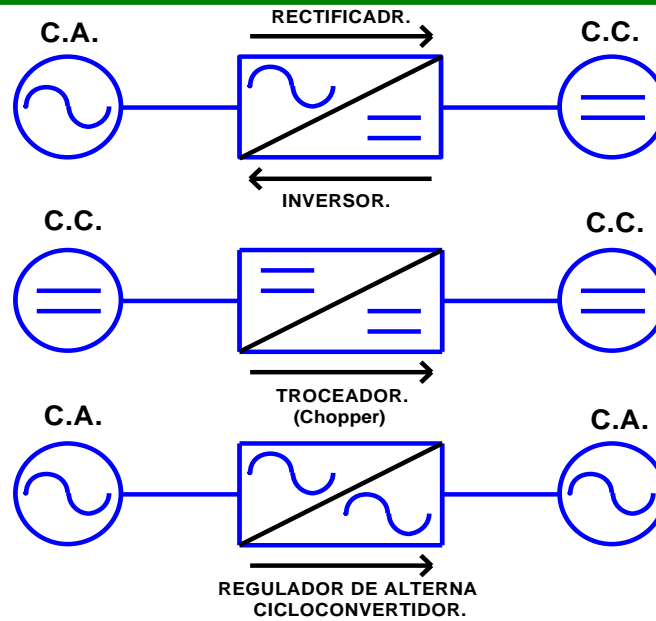 RECTIFICADR.
C.A.
C.C.
INVERSOR.
C.C.
C.C.
TROCEADOR.
(Chopper)
C.A.
C.A.
REGULADOR DE ALTERNA
CICLOCONVERTIDOR.